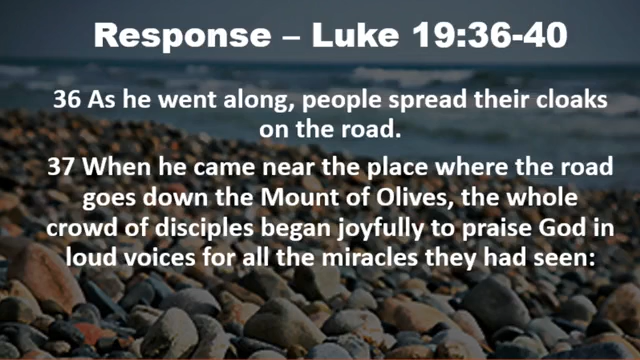 Response – Luke 19:36-40
36 As he went along, people spread their cloaks
on the road.
37 When he came near the place where the road
goes down the Mount of Olives, the whole
crowd of disciples began joyfully to praise God in
loud voices for all the miracles they had seen: